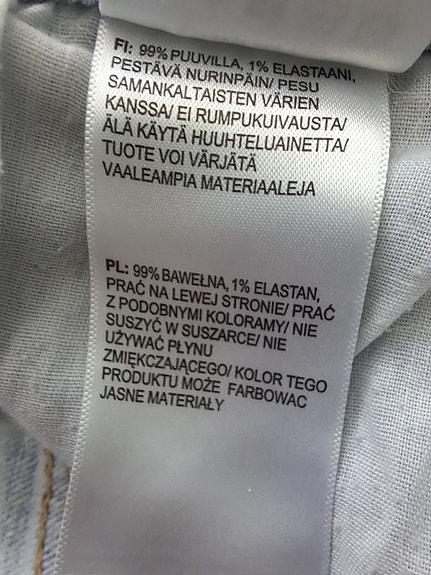 FI: 99% PUUVILLA, 1% ELASTAANI,
PESTÄVÄ NURINPÄIN/ PESU
SAMANKALTAISTEN VÄRIEN
KANSSA/ EI RUMPUKUIVAUSTA/
ÄLÄ KÄYTÄ HUUHTELUAINETTA/
TUOTE VOI VÄRJÄTÄ
VAALEAMPIA MATERIAALEJA
PL: 99% BAWEŁNA, 1% ELASTAN,
PRAĆ NA LEWEJ STRONIE/ PRAĆ
Z PODOBNYMI KOLORAMY/ NIE
SUSZYĆ W SUSZARCE/ NIE
UŻYWAĆ PŁYNU
ZMIĘKCZAJĄCEGO/ KOLOR TEGO
PRODUKTU MOŻE FARBOWAC
JASNE MATERIAŁY